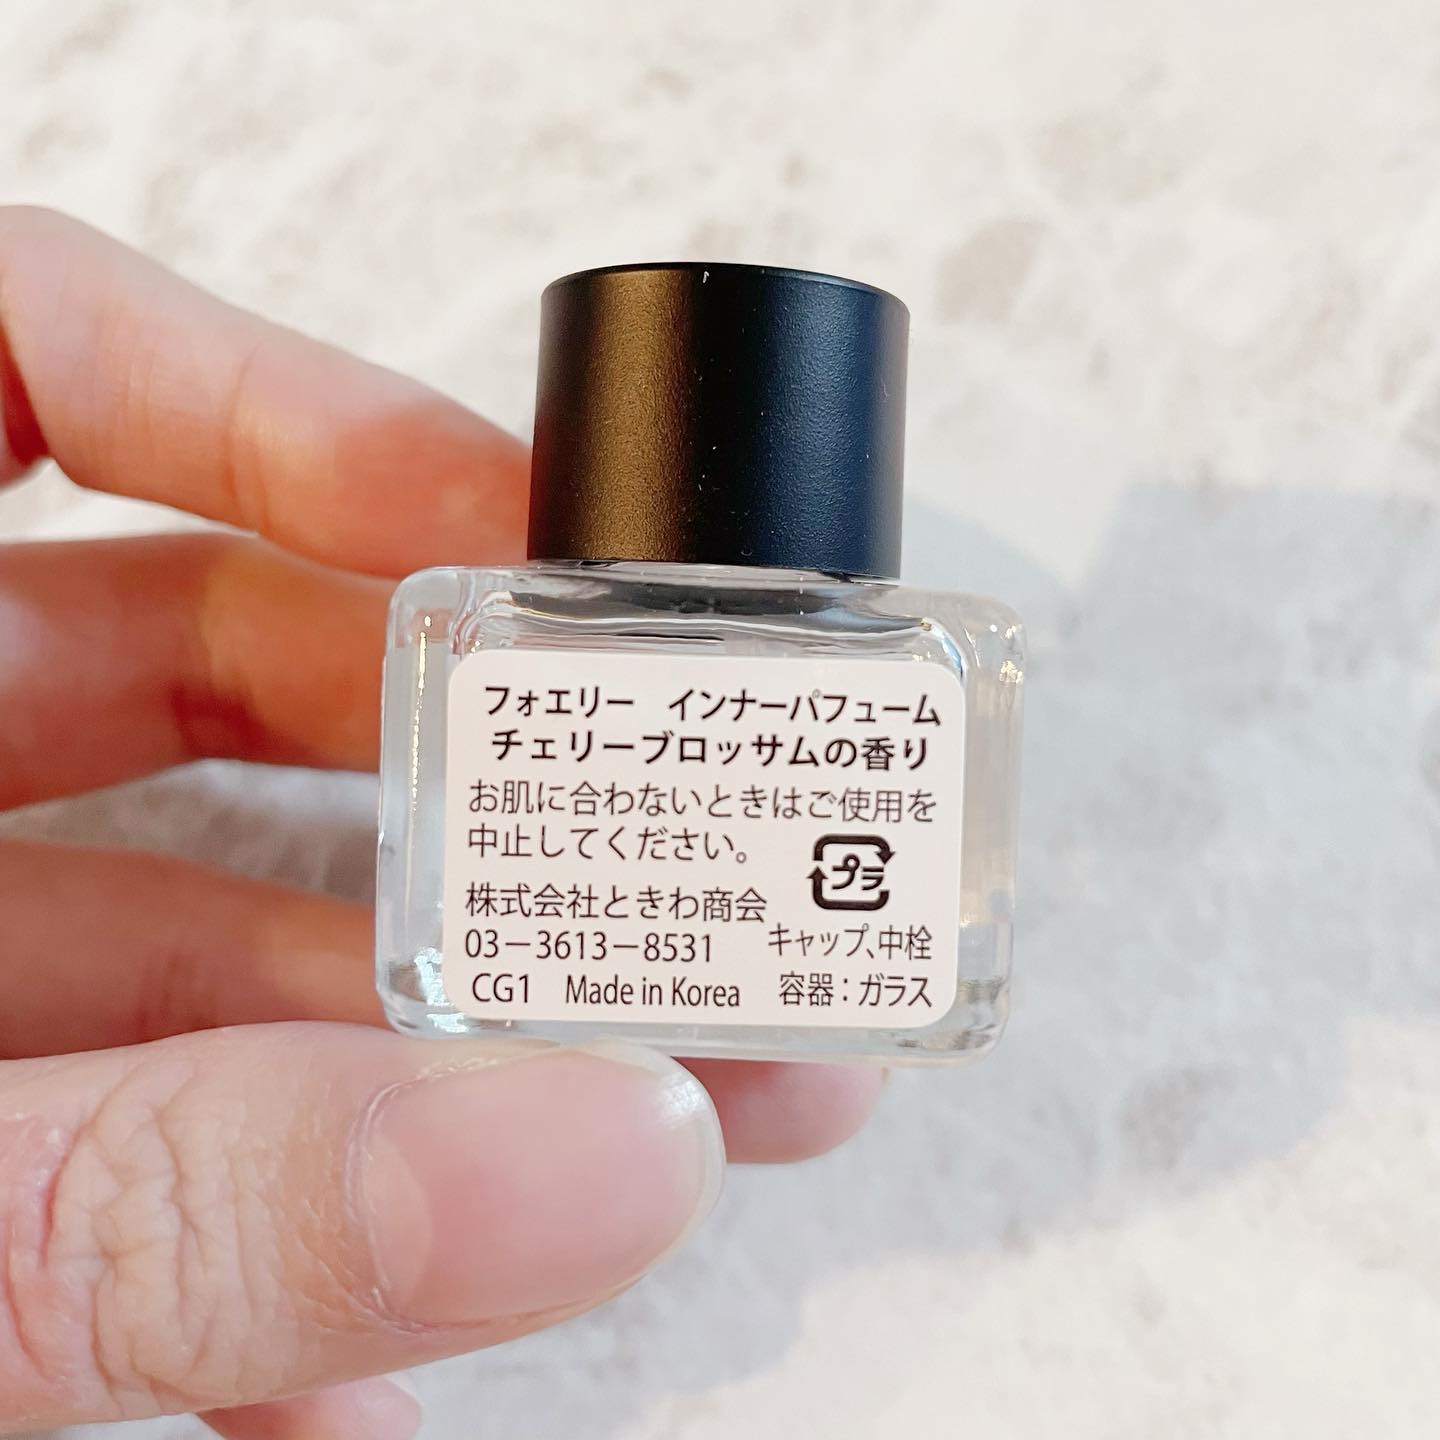 フォエリー　インナーパフューム
チェリーブロッサムの香り
お肌に合わないときはご使用を
中止してください。
プラ
株式会社ときわ商会
03－3613－8531　キャップ、中栓
CG1　Made in Korea　容器：ガラス